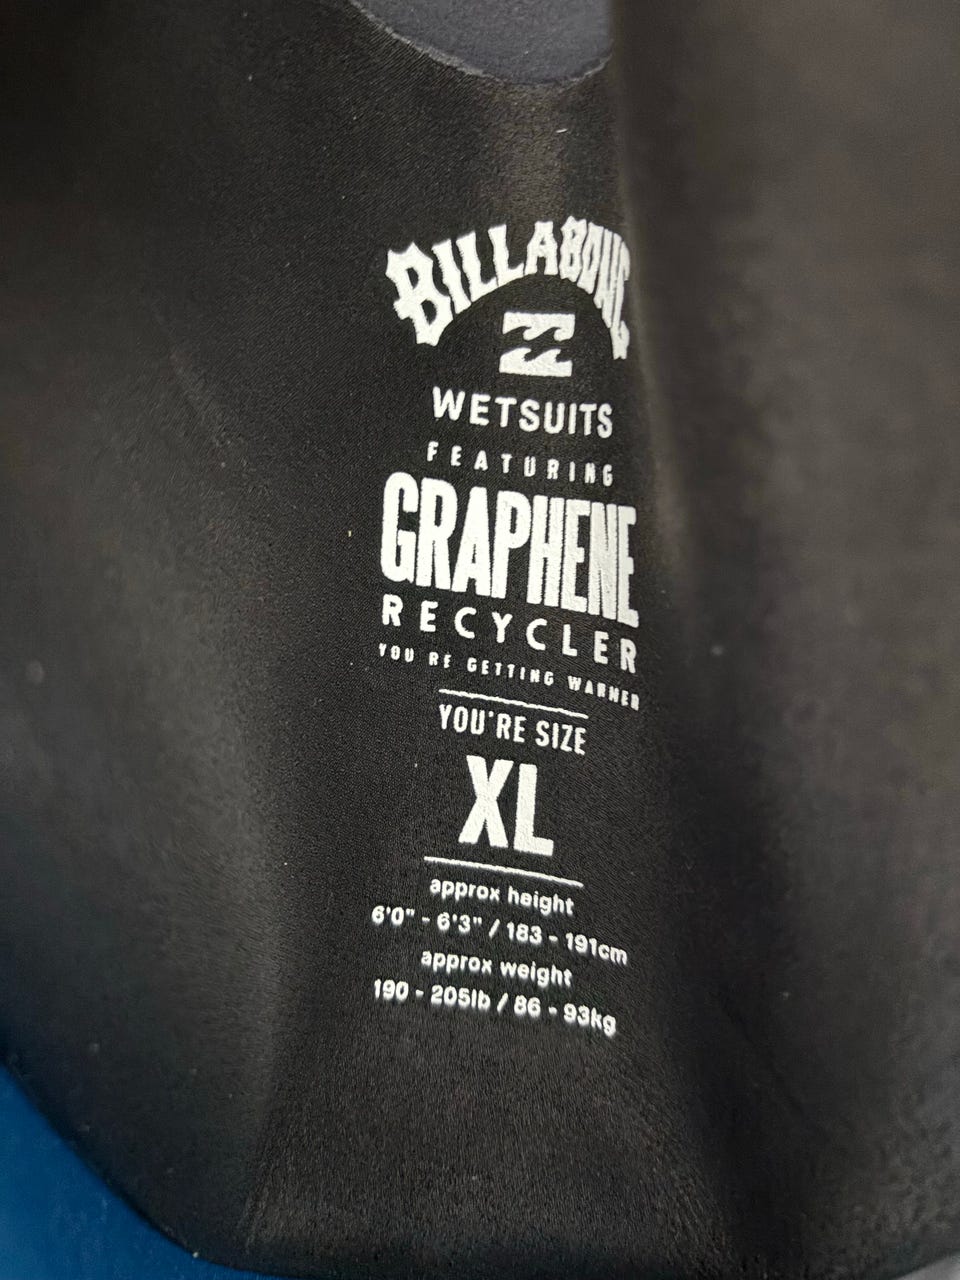 BILLABONG
WETSUITS
FEATURING
GRAPHENE
RECYCLER
YOU'RE GETTING WARMER
YOU'RE SIZE
XL
approx height
6'0" - 6'3" / 183 - 191cm
approx weight
190 - 205lb / 86 - 93kg